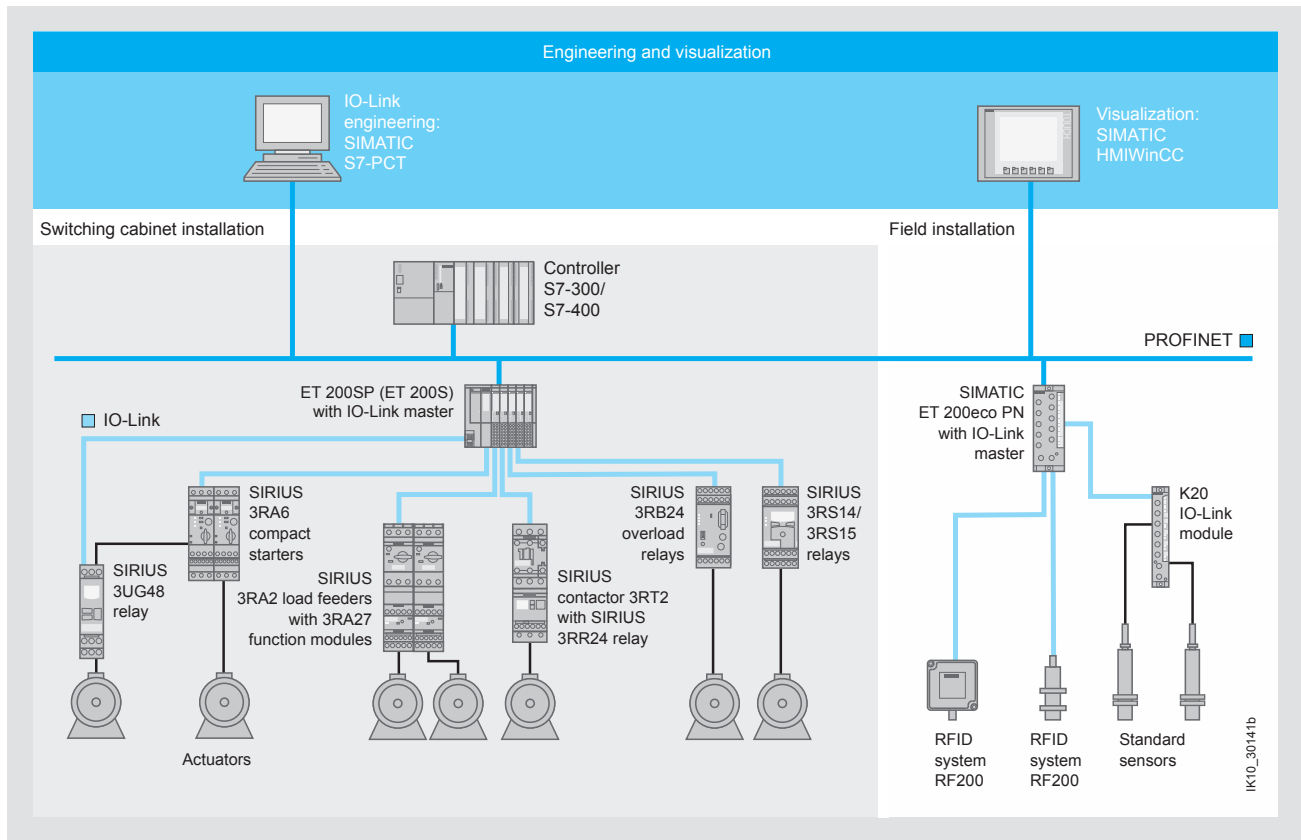 Engineering and visualization
IO-Link
engineering:
SIMATIC
S7-PCT
Visualization:
SIMATIC
HMIWinCC
Switching cabinet installation
Field installation
Controller
S7-300/
S7-400
PROFINET
ET 200SP (ET 200S)
with IO-Link master
SIMATIC
ET 200eco PN
with IO-Link
master
IO-Link
SIRIUS
3RA6
compact
starters
SIRIUS
3RB24
overload
relays
SIRIUS
3RS14/
3RS15
relays
K20
IO-Link
module
SIRIUS
3UG48
relay
SIRIUS
3RA2 load feeders
with 3RA27
function modules
SIRIUS
contactor 3RT2
with SIRIUS
3RR24 relay
Actuators
RFID
system
RF200
RFID
system
RF200
Standard
sensors
IK10_30141b